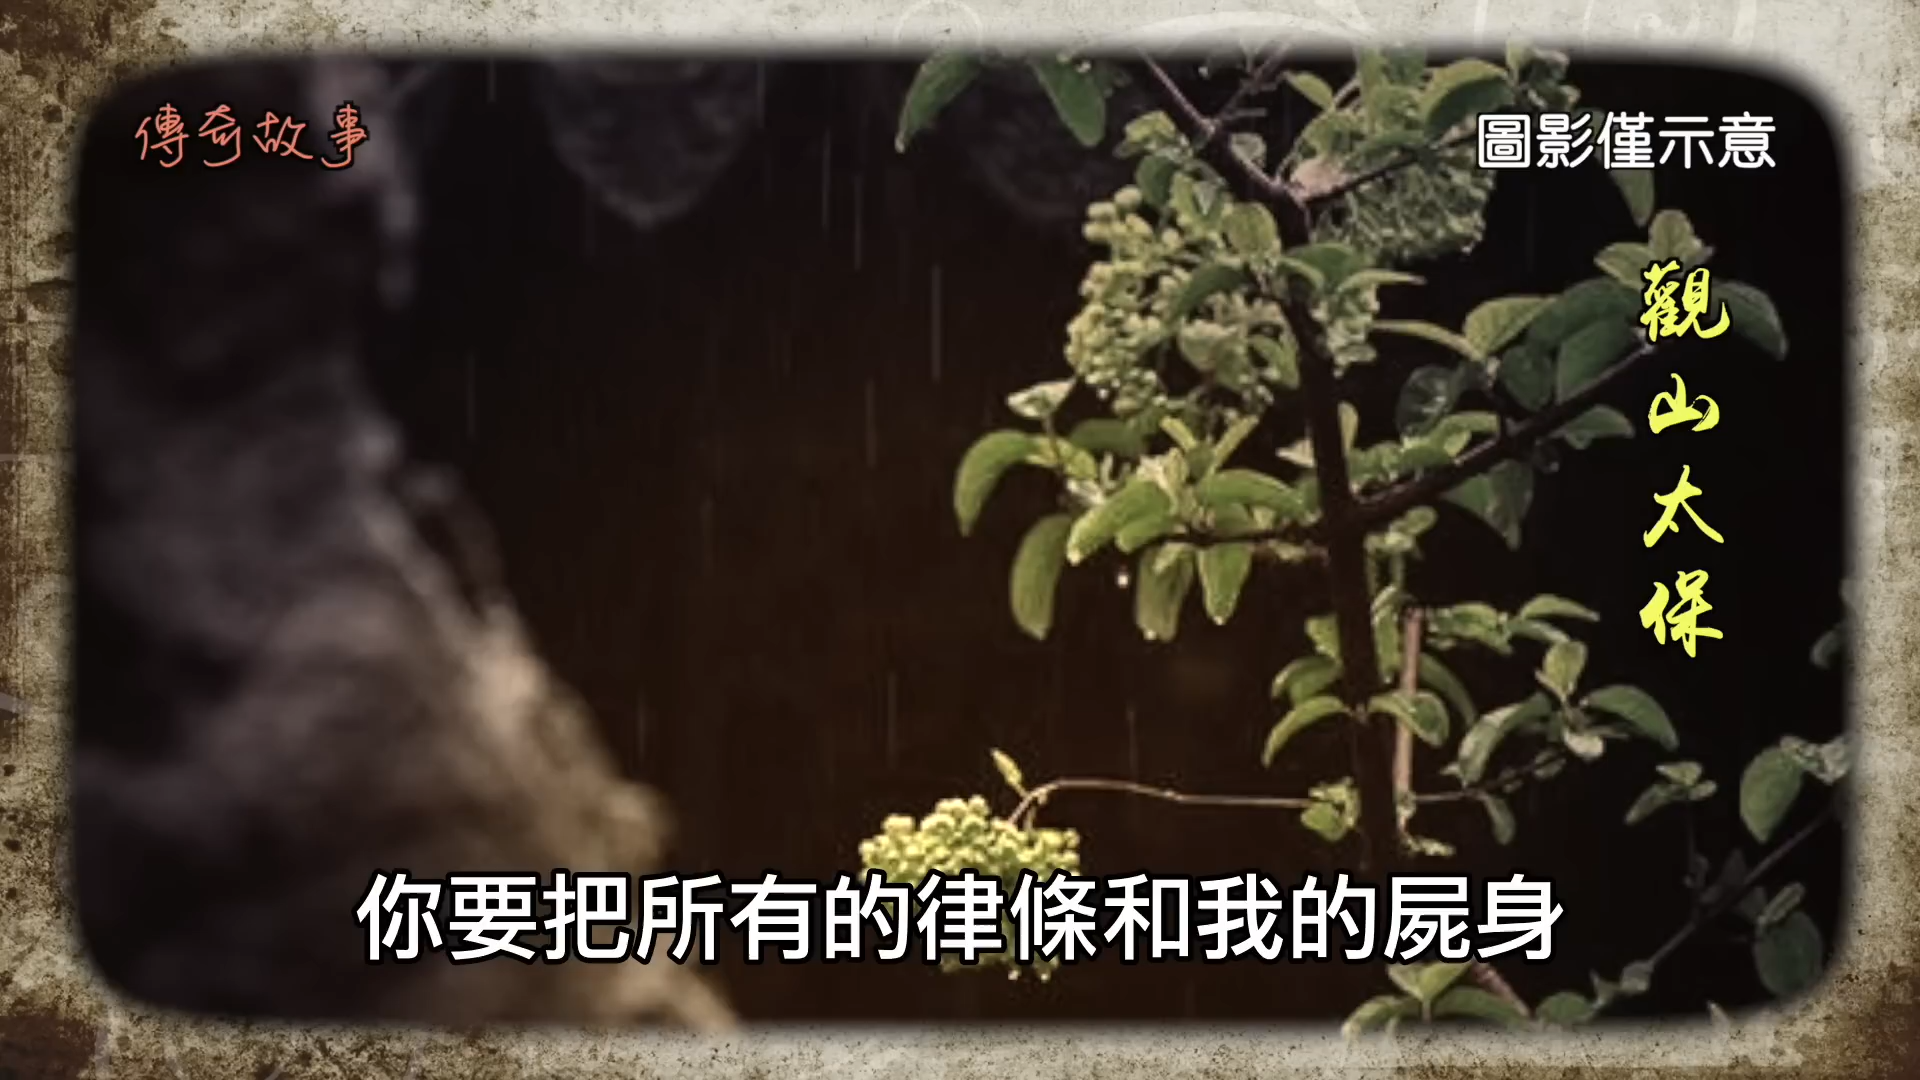 傳奇故事
圖影僅示意
觀山太保
你要把所有的律條和我的屍身